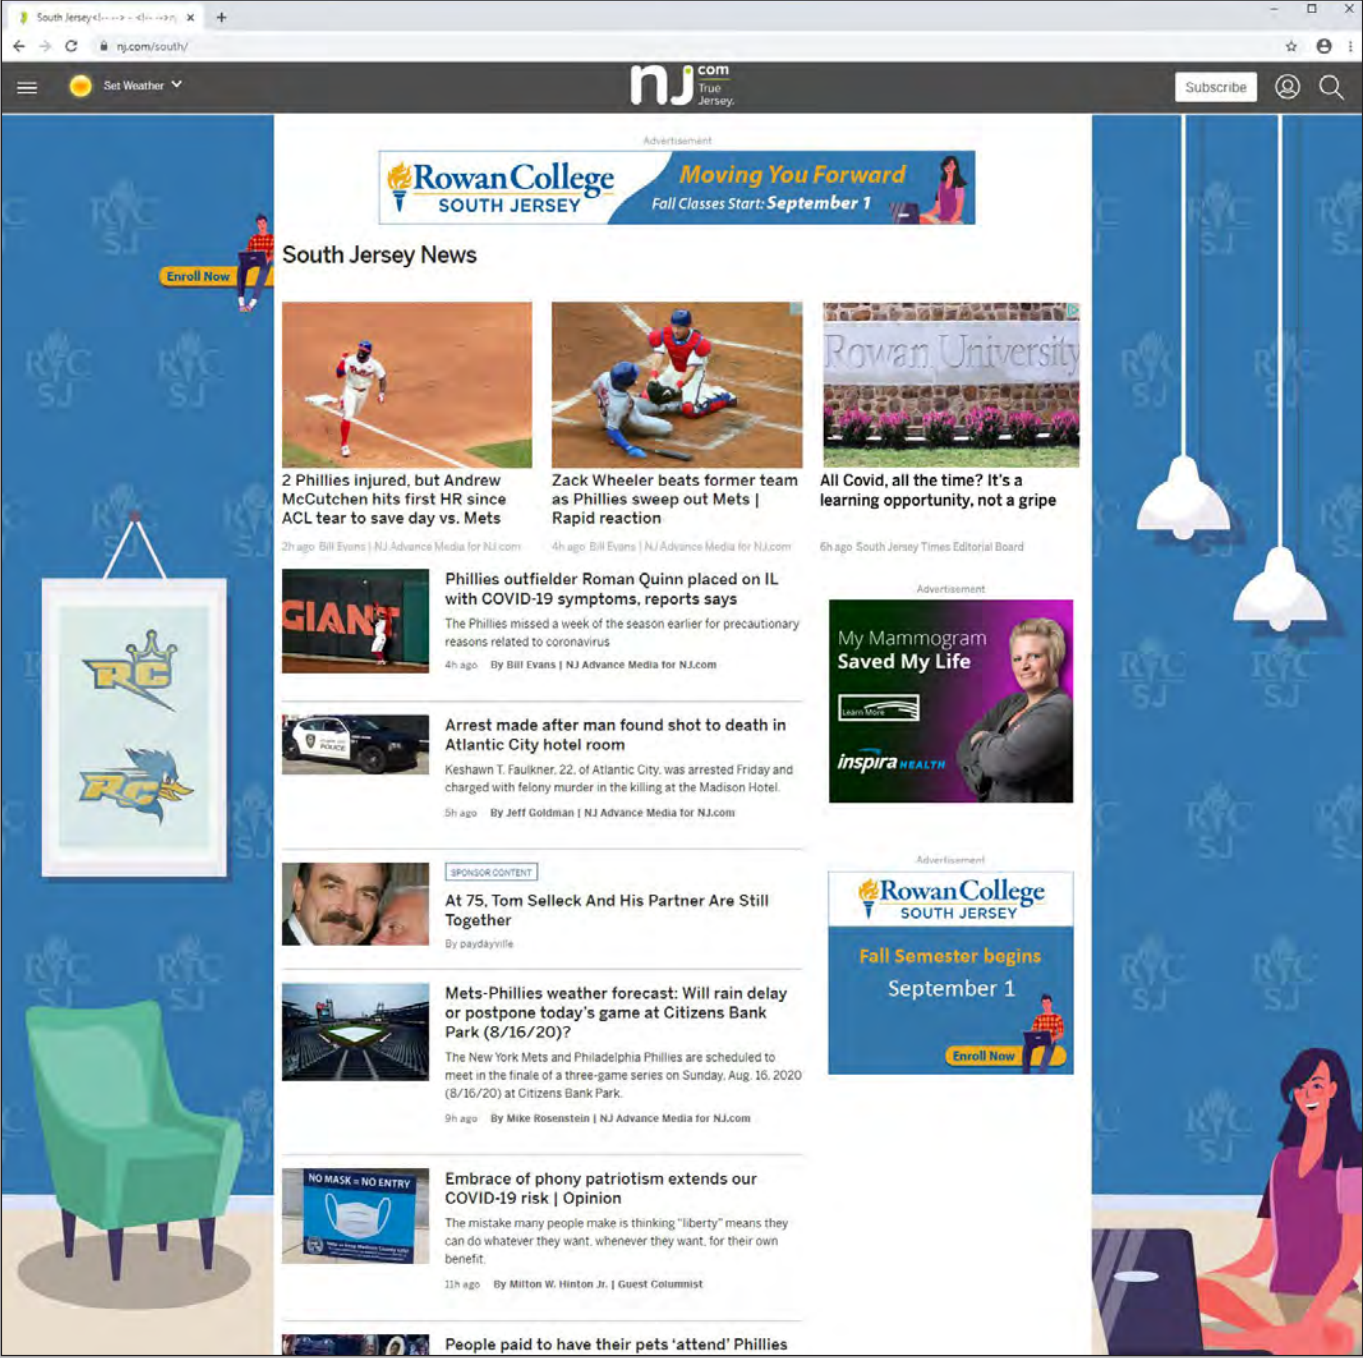 South Jersey<!-- --> - <!-- -->nj
nj.com/south/
Set Weather
nj
com
True
Jersey.
Subscribe
Advertisement
Rowan College
SOUTH JERSEY
Moving You Forward
Fall Classes Start: September 1
Enroll Now
South Jersey News
Rowan University
2 Phillies injured, but Andrew
McCutchen hits first HR since
ACL tear to save day vs. Mets
2h ago Bill Evans | NJ Advance Media for NJ.com
Zack Wheeler beats former team
as Phillies sweep out Mets |
Rapid reaction
4h ago Bill Evans | NJ Advance Media for NJ.com
All Covid, all the time? It's a
learning opportunity, not a gripe
6h ago South Jersey Times Editorial Board
GIANT
Phillies outfielder Roman Quinn placed on IL
with COVID-19 symptoms, reports says
The Phillies missed a week of the season earlier for precautionary
reasons related to coronavirus
4h ago By Bill Evans | NJ Advance Media for NJ.com
POLICE
Arrest made after man found shot to death in
Atlantic City hotel room
Keshawn T. Faulkner, 22, of Atlantic City, was arrested Friday and
charged with felony murder in the killing at the Madison Hotel.
5h ago By Jeff Goldman | NJ Advance Media for NJ.com
SPONSOR CONTENT
At 75, Tom Selleck And His Partner Are Still
Together
By paydayville
Mets-Phillies weather forecast: Will rain delay
or postpone today's game at Citizens Bank
Park (8/16/20)?
The New York Mets and Philadelphia Phillies are scheduled to
meet in the finale of a three-game series on Sunday, Aug. 16, 2020
(8/16/20) at Citizens Bank Park.
9h ago By Mike Rosenstein | NJ Advance Media for NJ.com
NO MASK = NO ENTRY
Embrace of phony patriotism extends our
COVID-19 risk | Opinion
The mistake many people make is thinking "liberty" means they
can do whatever they want, whenever they want, for their own
benefit.
11h ago By Milton W. Hinton Jr. | Guest Columnist
People paid to have their pets 'attend' Phillies
Advertisement
My Mammogram
Saved My Life
Learn More
inspira HEALTH
Advertisement
Rowan College
SOUTH JERSEY
Fall Semester begins
September 1
Enroll Now
RC
RC
RC
SJ